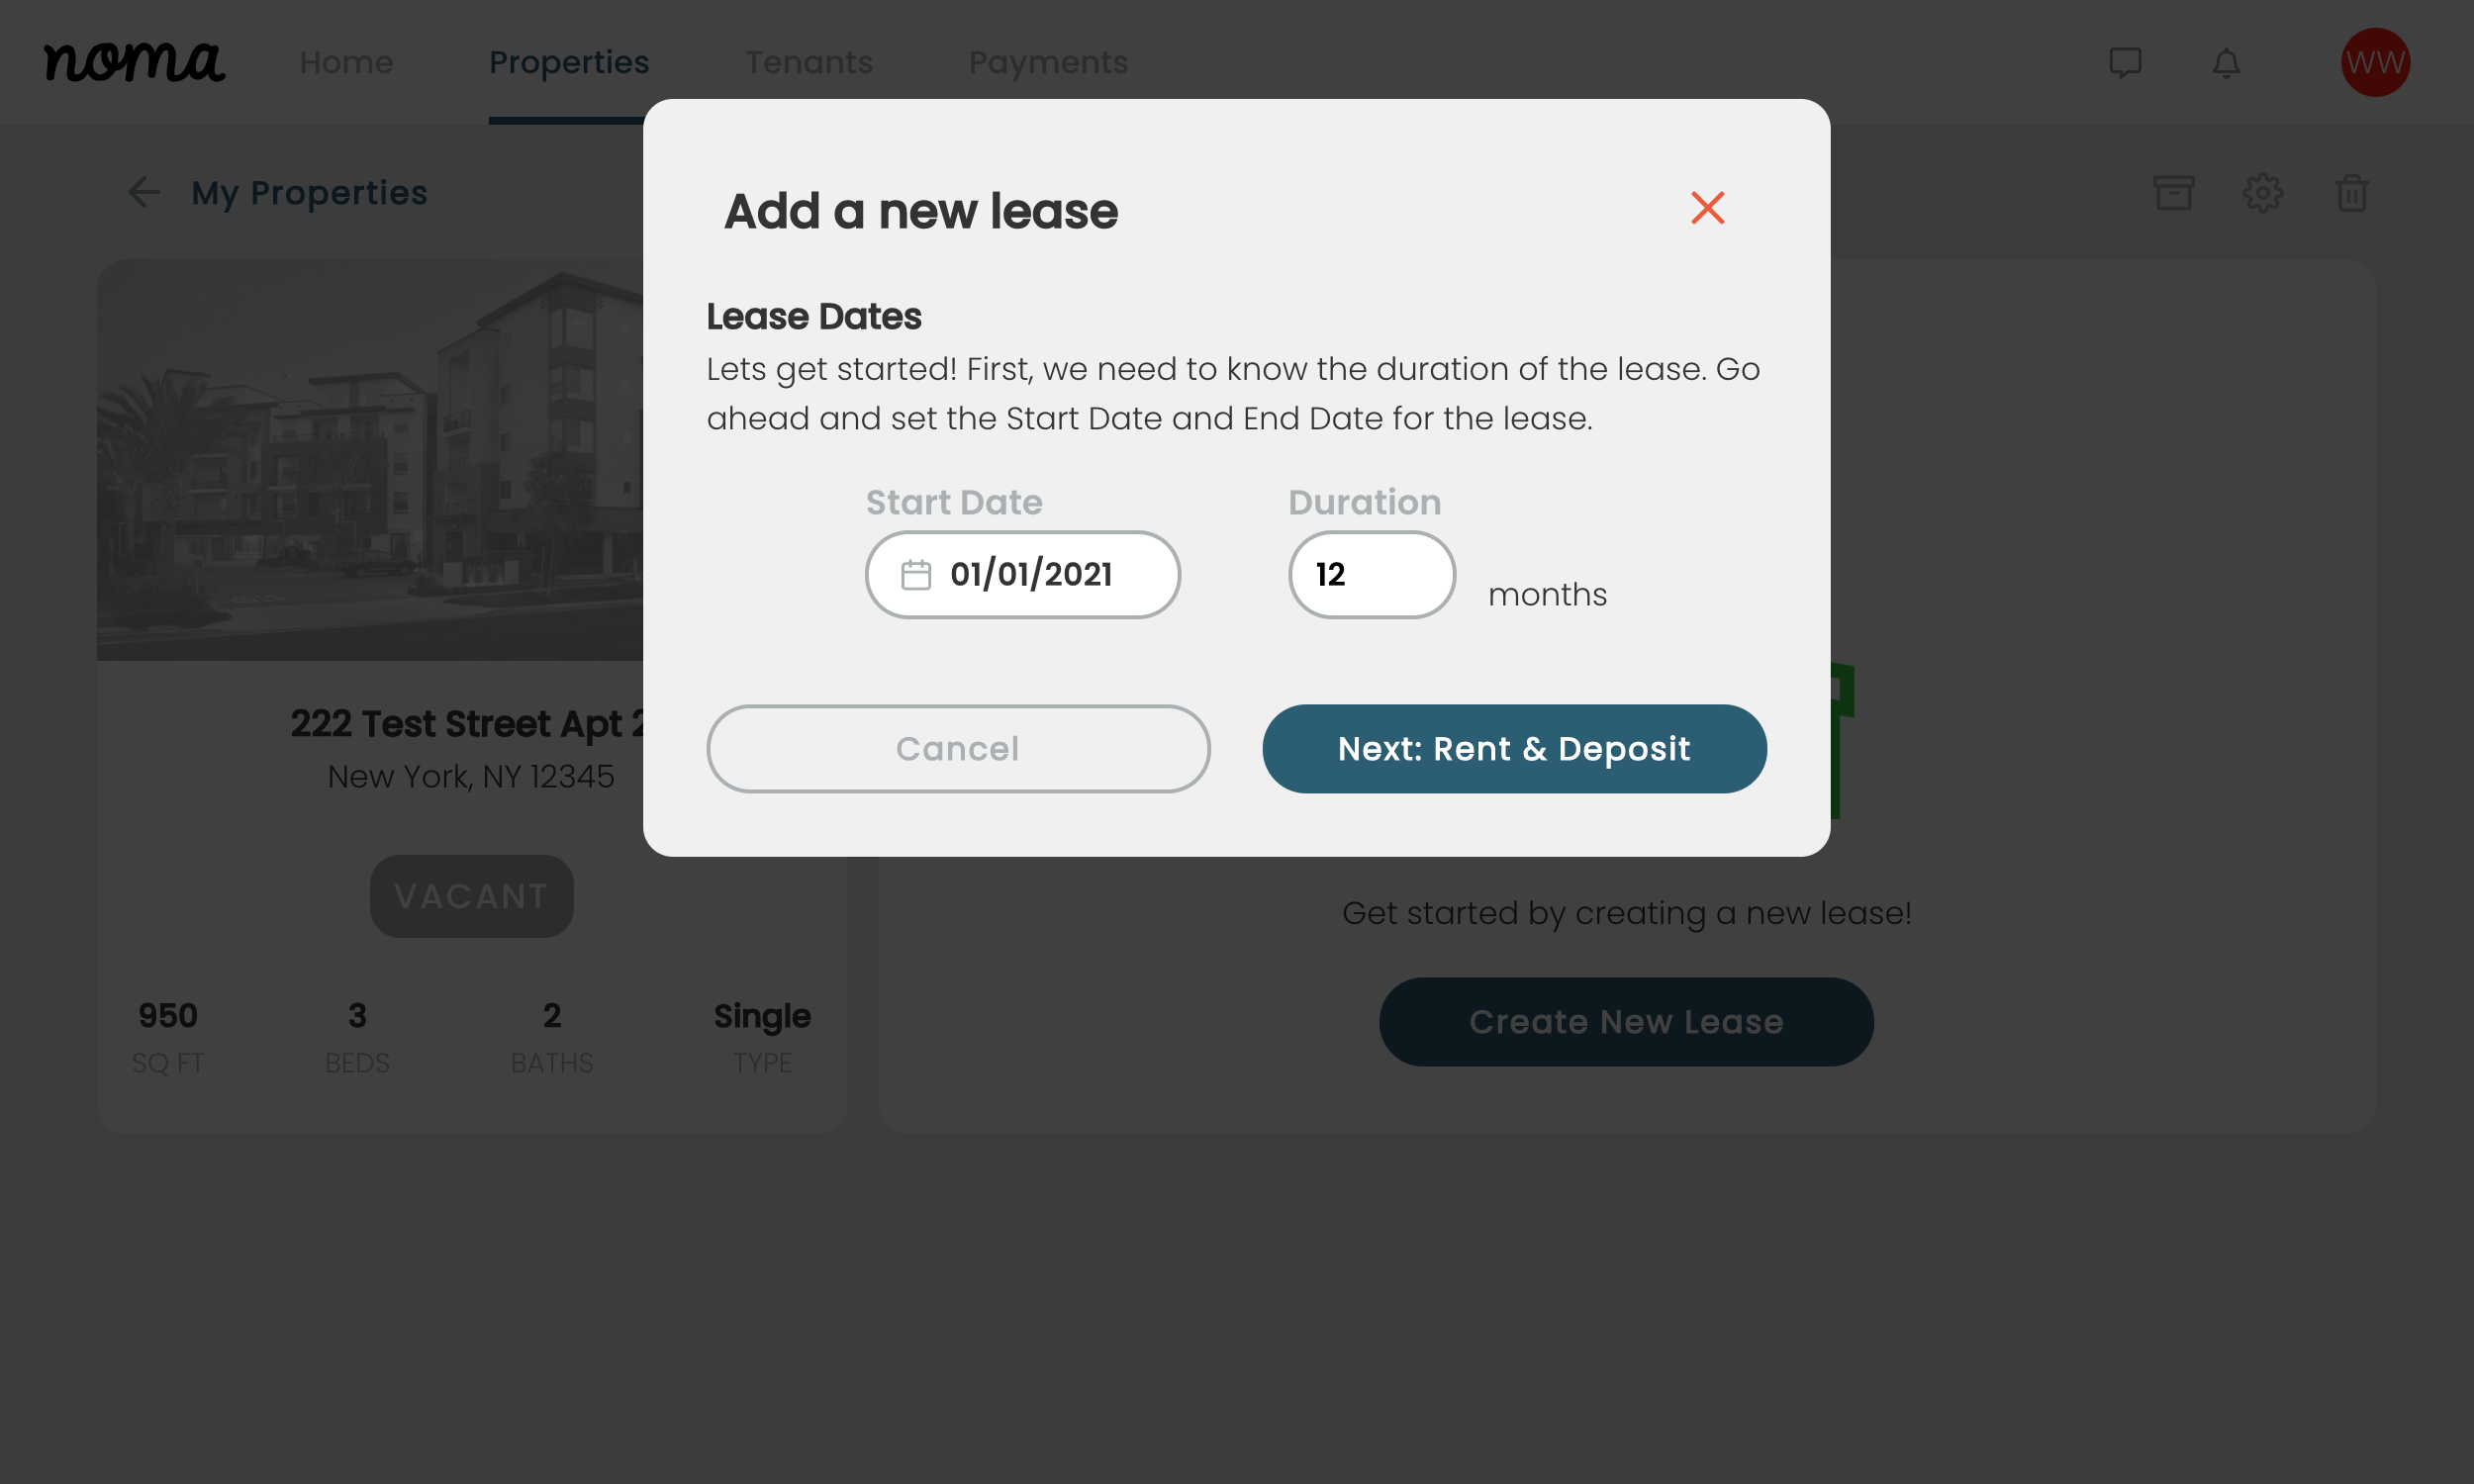 noma
Home
Properties
Tenants
Payments
WW
My Properties
Add a new lease
Lease Dates
Lets get started! First, we need to know the duration of the lease. Go
ahead and set the Start Date and End Date for the lease.
Start Date
Duration
01/01/2021
12
months
Cancel
Next: Rent & Deposit
222 Test Street Apt
New York, NY 12345
VACANT
950
3
2
Single
SQ FT
BEDS
BATHS
TYPE
Get started by creating a new lease!
Create New Lease